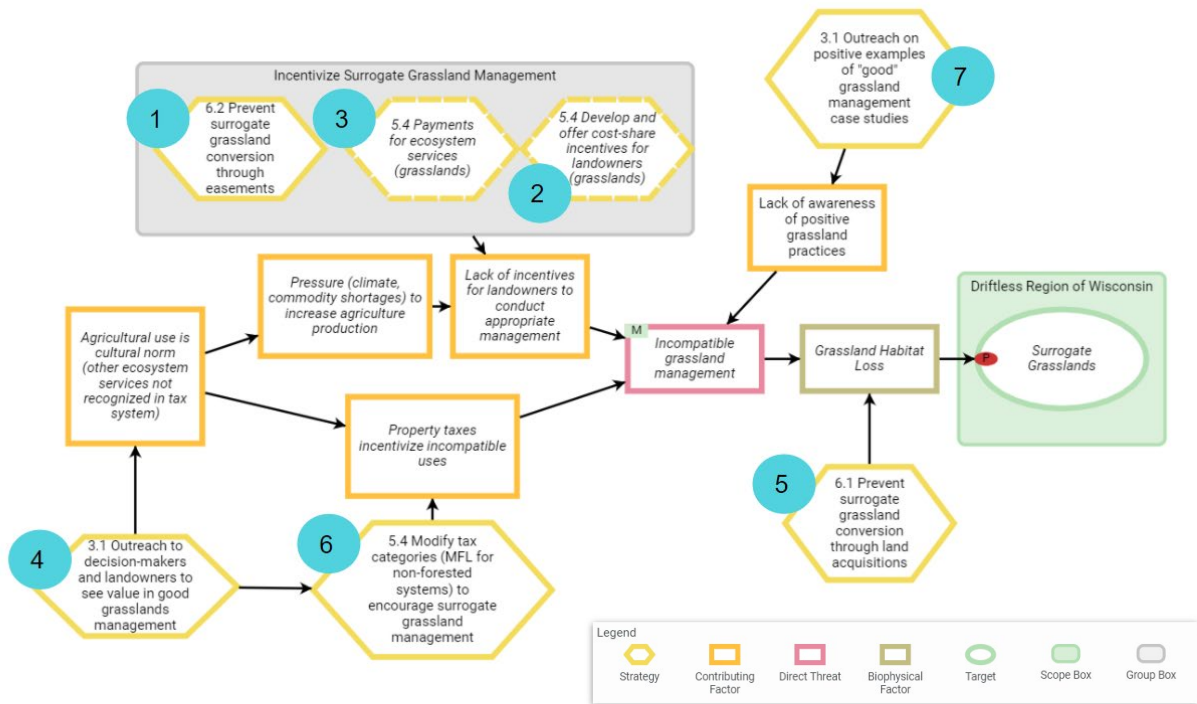 Incentivize Surrogate Grassland Management
1
6.2 Prevent
surrogate
grassland
conversion
through
easements
3
5.4 Payments
for ecosystem
services
(grasslands)
2
5.4 Develop and
offer cost-share
incentives for
landowners
(grasslands)
3.1 Outreach on
positive examples
of "good"
grassland
management
case studies
7
Lack of awareness
of positive
grassland
practices
Pressure (climate,
commodity shortages) to
increase agriculture
production
Lack of incentives
for landowners to
conduct
appropriate
management
Agricultural use is
cultural norm
(other ecosystem
services not
recognized in tax
system)
M
Incompatible
grassland
management
Grassland Habitat
Loss
Driftless Region of Wisconsin
P
Surrogate
Grasslands
Property taxes
incentivize incompatible
uses
4
3.1 Outreach to
decision-makers
and landowners to
see value in good
grasslands
management
6
5.4 Modify tax
categories (MFL for
non-forested
systems) to
encourage surrogate
grassland
management
5
6.1 Prevent
surrogate
grassland
conversion
through land
acquisitions
Legend
Strategy
Contributing
Factor
Direct Threat
Biophysical
Factor
Target
Scope Box
Group Box